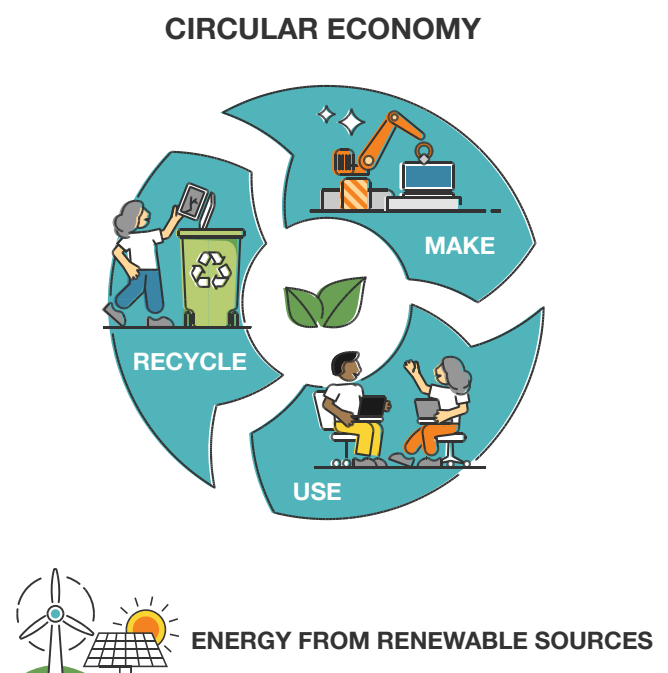 CIRCULAR ECONOMY
MAKE
RECYCLE
USE
ENERGY FROM RENEWABLE SOURCES